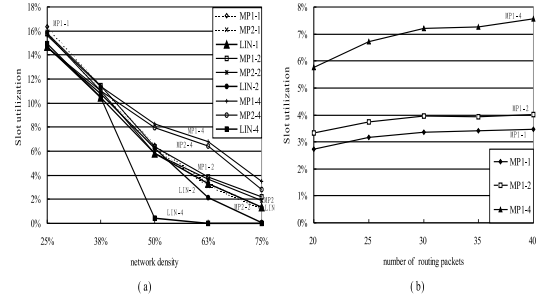 18%
16%
14%
12%
10%
8%
6%
4%
2%
0%
Slot utilization
25%
38%
50%
63%
75%
network density
MP1-1
MP1-4
MP2-4
MP1-2
LIN-2
LIN-4
MP2-2
MP2
LIN
MP1-1
MP2-1
LIN-1
MP1-2
MP2-2
LIN-2
MP1-4
MP2-4
LIN-4
(a)
8%
7%
6%
5%
4%
3%
2%
1%
0%
Slot utilization
20
25
30
35
40
number of routing packets
MP1-4
MP1-2
MP1-1
MP1-1
MP1-2
MP1-4
(b)